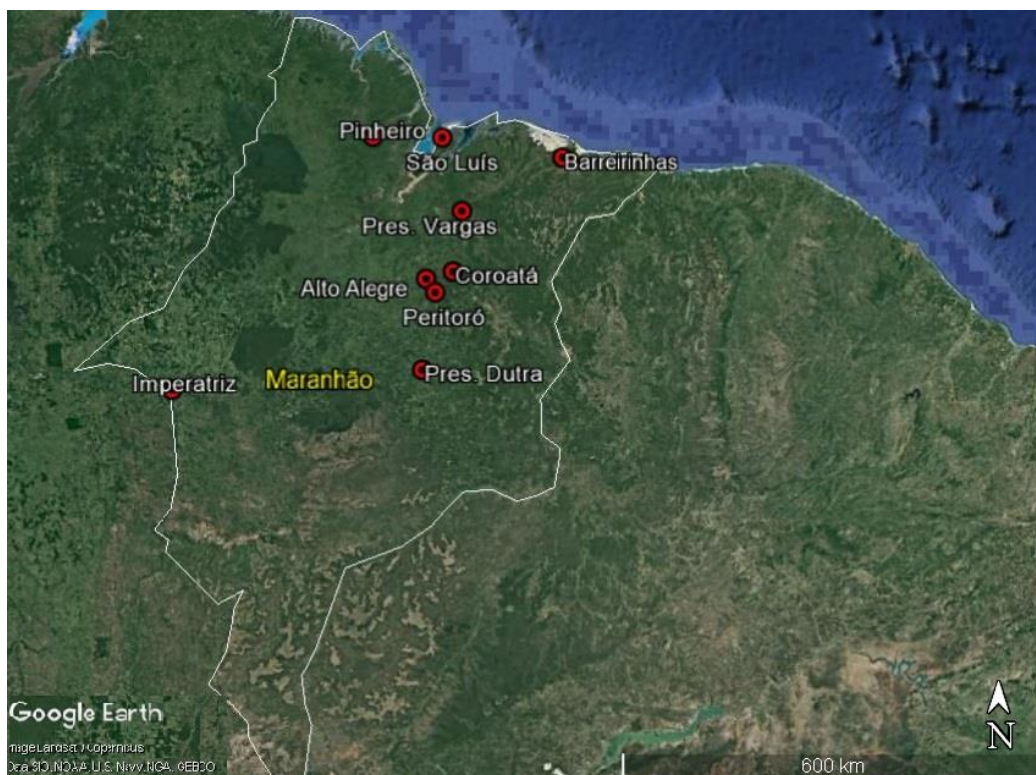 Pinheiro
São Luís
Barreirinhas
Pres. Vargas
Coroatá
Alto Alegre
Peritoró
Pres. Dutra
Imperatriz
Maranhão
Google Earth
N
600 km